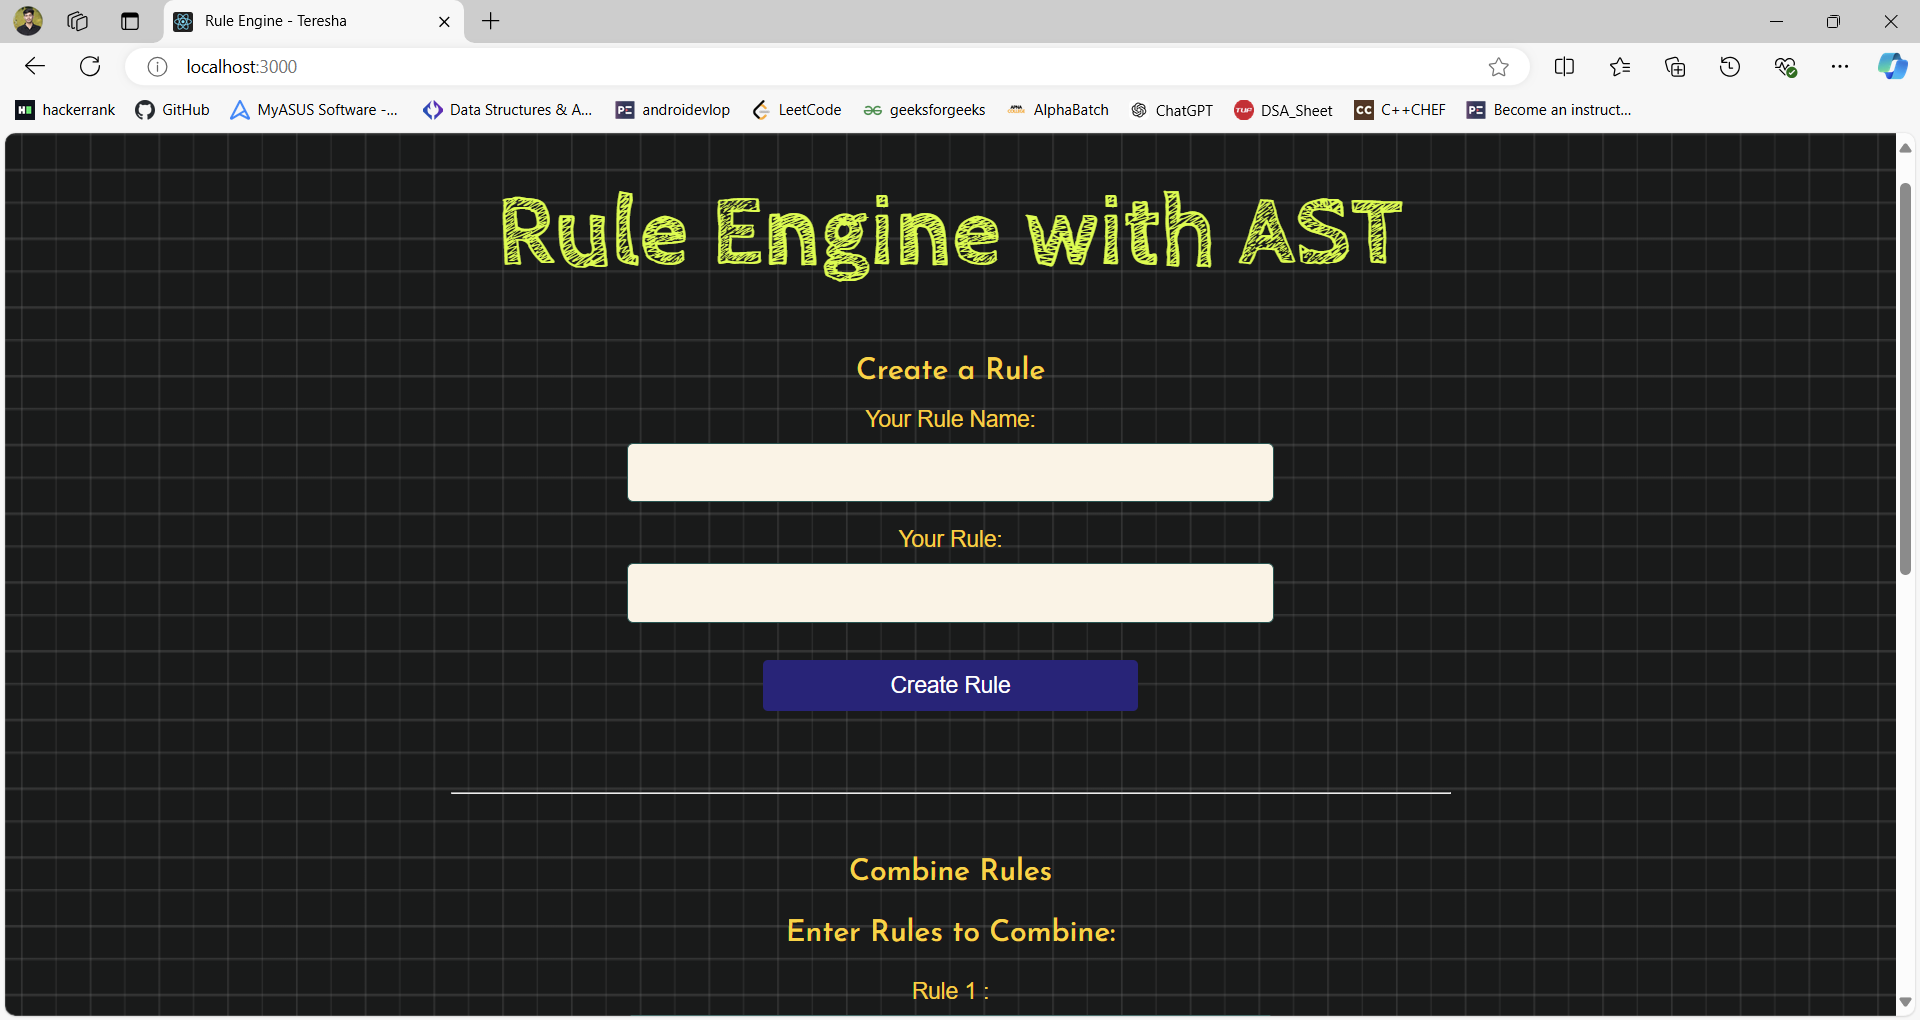 Rule Engine - Teresha
localhost:3000
hackerrank GitHub MyASUS Software -... Data Structures & A... androidevlop LeetCode geeksforgeeks AlphaBatch ChatGPT DSA_Sheet C++CHEF Become an instruct...
Rule Engine with AST
Create a Rule
Your Rule Name:
Your Rule:
Create Rule
Combine Rules
Enter Rules to Combine:
Rule 1 :